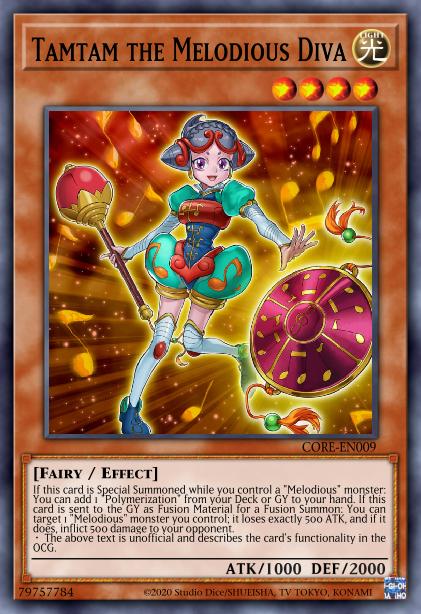 Tamtam the Melodious Diva
LIGHT
光
CORE-EN009
[Fairy / Effect]
If this card is Special Summoned while you control a "Melodious" monster:
You can add 1 "Polymerization" from your Deck or GY to your hand. If this
card is sent to the GY as Fusion Material for a Fusion Summon: You can
target 1 "Melodious" monster you control; it loses exactly 500 ATK, and if it
does, inflict 500 damage to your opponent.
· The above text is unofficial and describes the card's functionality in the
OCG.
ATK/1000 DEF/2000
79757784 ©2020 Studio Dice/SHUEISHA, TV TOKYO, KONAMI